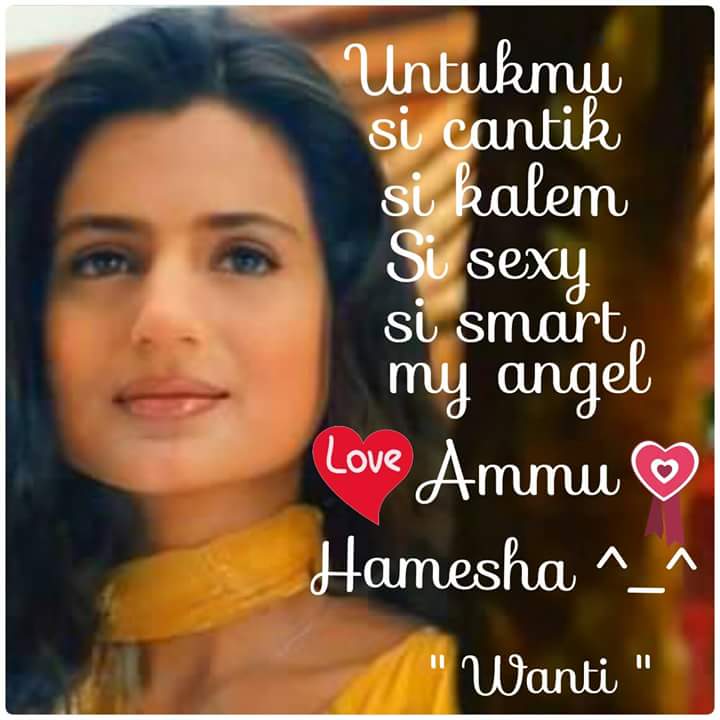 Untukmu
si cantik
si kalem
Si sexy
si smart
my angel
Love Ammu
Hamesha ^_^
" Wanti "